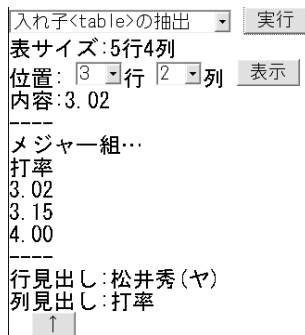 入れ子<table>の抽出 実行
表サイズ:5行4列
位置: 3 行 2 列 表示
内容:3.02
----
メジャー組…
打率
3.02
3.15
4.00
----
行見出し:松井秀(ヤ)
列見出し:打率
↑